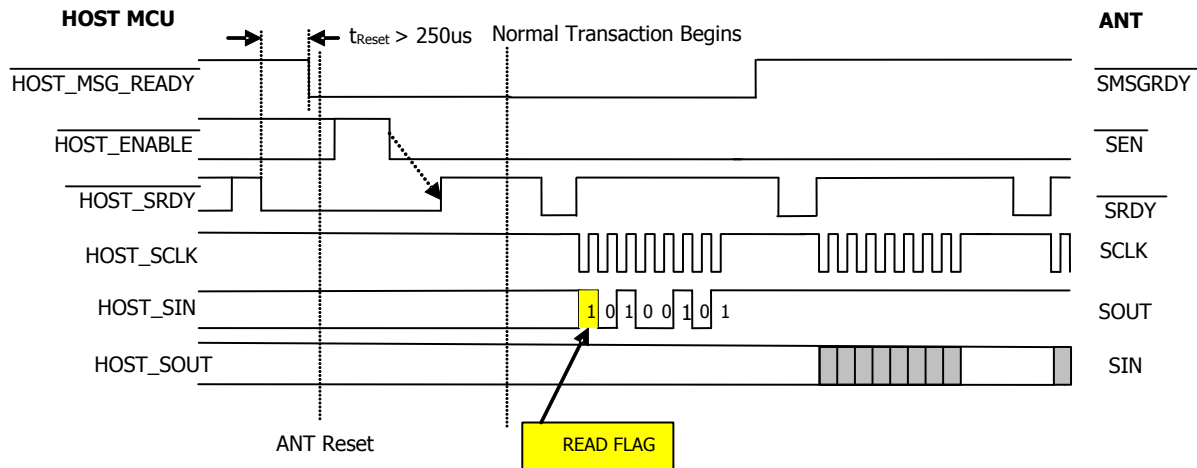 HOST MCU
tReset > 250us
Normal Transaction Begins
ANT
HOST_MSG_READY
SMSGRDY
HOST_ENABLE
SEN
HOST_SRDY
SRDY
HOST_SCLK
SCLK
HOST_SIN
1 0 1 0 0 1 0 1
SOUT
HOST_SOUT
SIN
ANT Reset
READ FLAG